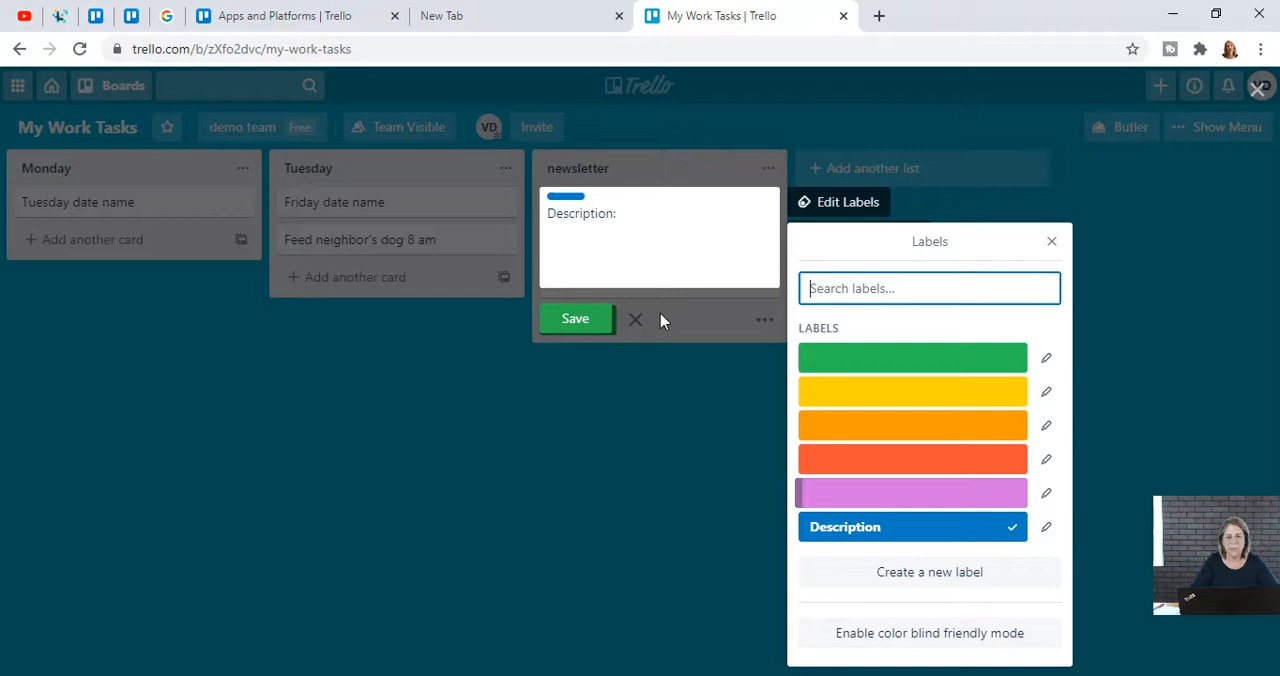 Apps and Platforms | Trello
New Tab
My Work Tasks | Trello
trello.com/b/zXfo2dvc/my-work-tasks
Boards
Trello
My Work Tasks
demo team Free
Team Visible
VD
Invite
Butler
Show Menu
Monday
Tuesday date name
+ Add another card
Tuesday
Friday date name
Feed neighbor's dog 8 am
+ Add another card
newsletter
Description:
Save
+ Add another list
Edit Labels
Labels
Search labels...
LABELS
Description
Create a new label
Enable color blind friendly mode